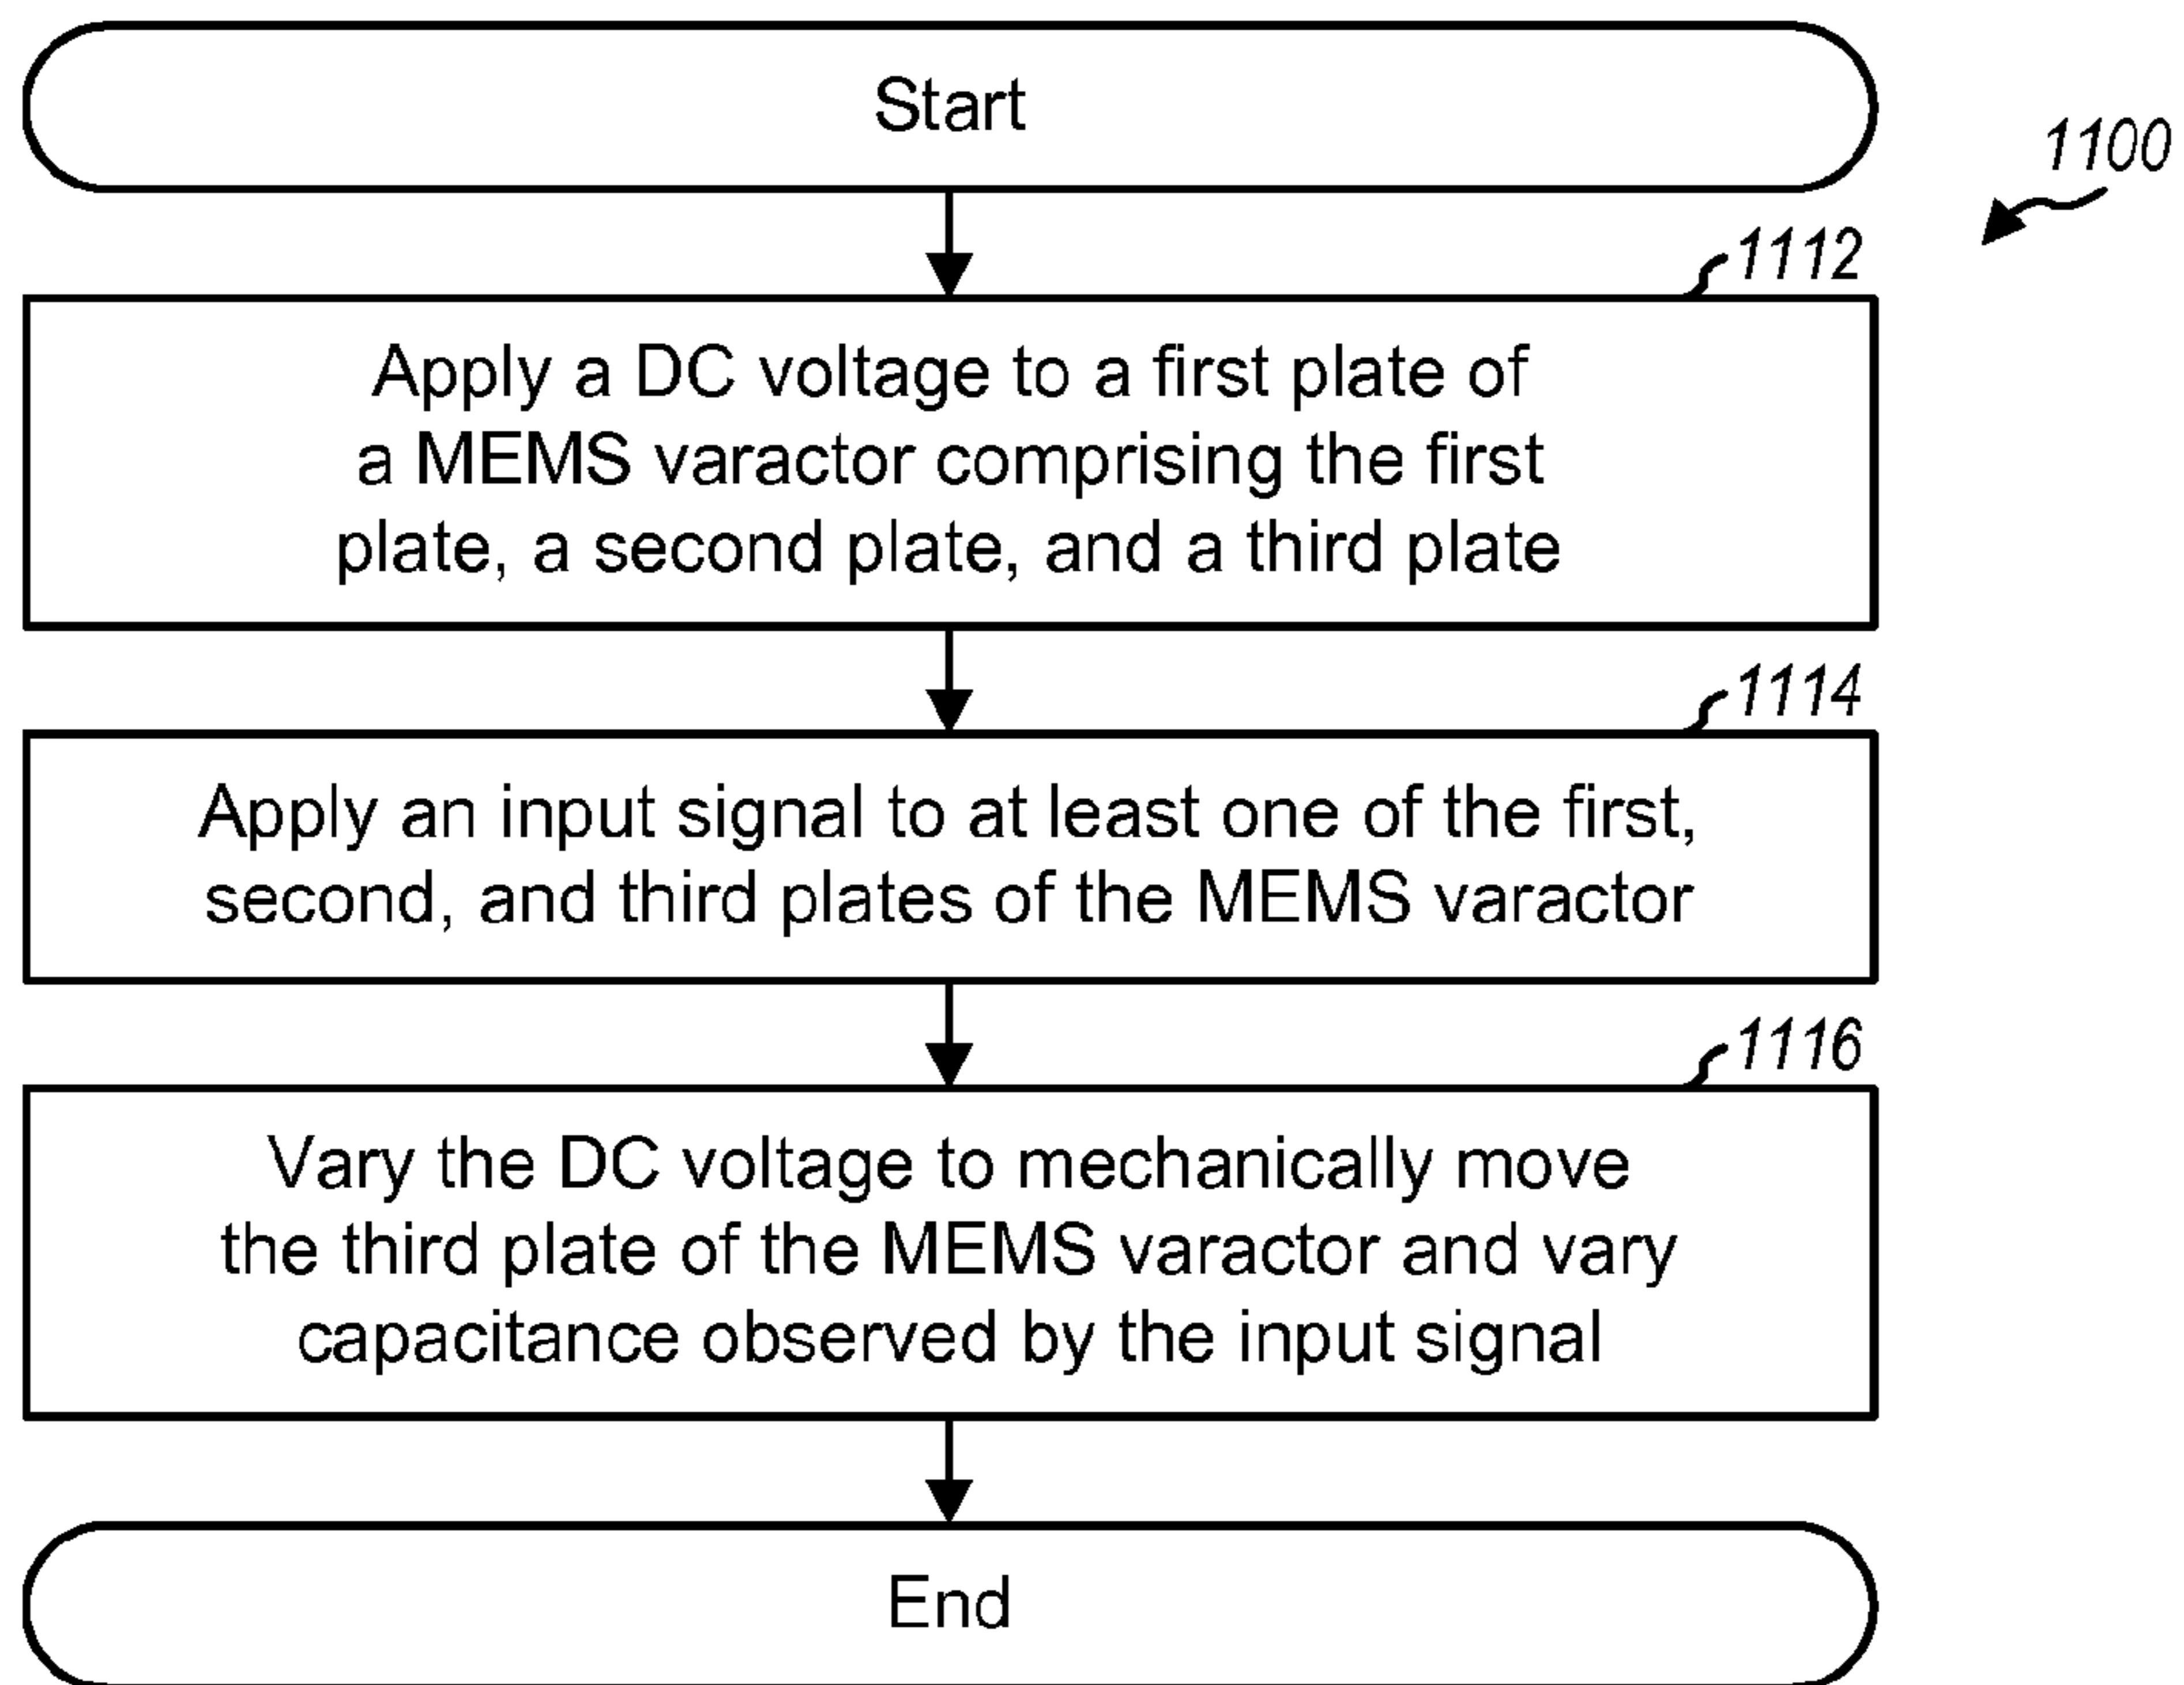 Start
1100
1112
Apply a DC voltage to a first plate of
a MEMS varactor comprising the first
plate, a second plate, and a third plate
1114
Apply an input signal to at least one of the first,
second, and third plates of the MEMS varactor
1116
Vary the DC voltage to mechanically move
the third plate of the MEMS varactor and vary
capacitance observed by the input signal
End